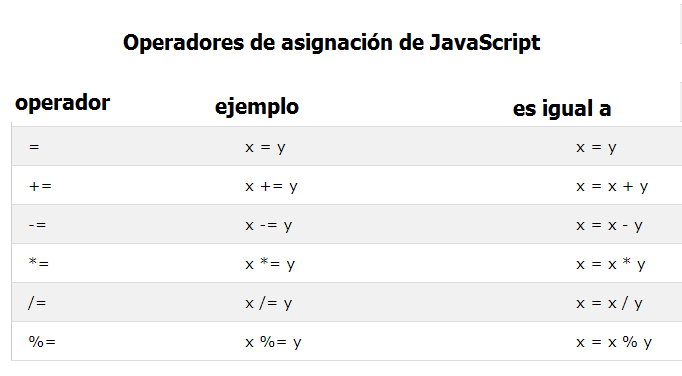 Operadores de asignación de JavaScript
operador ejemplo es igual a
= x = y x = y
+= x += y x = x + y
-= x -= y x = x - y
*= x *= y x = x * y
/= x /= y x = x / y
%= x %= y x = x % y